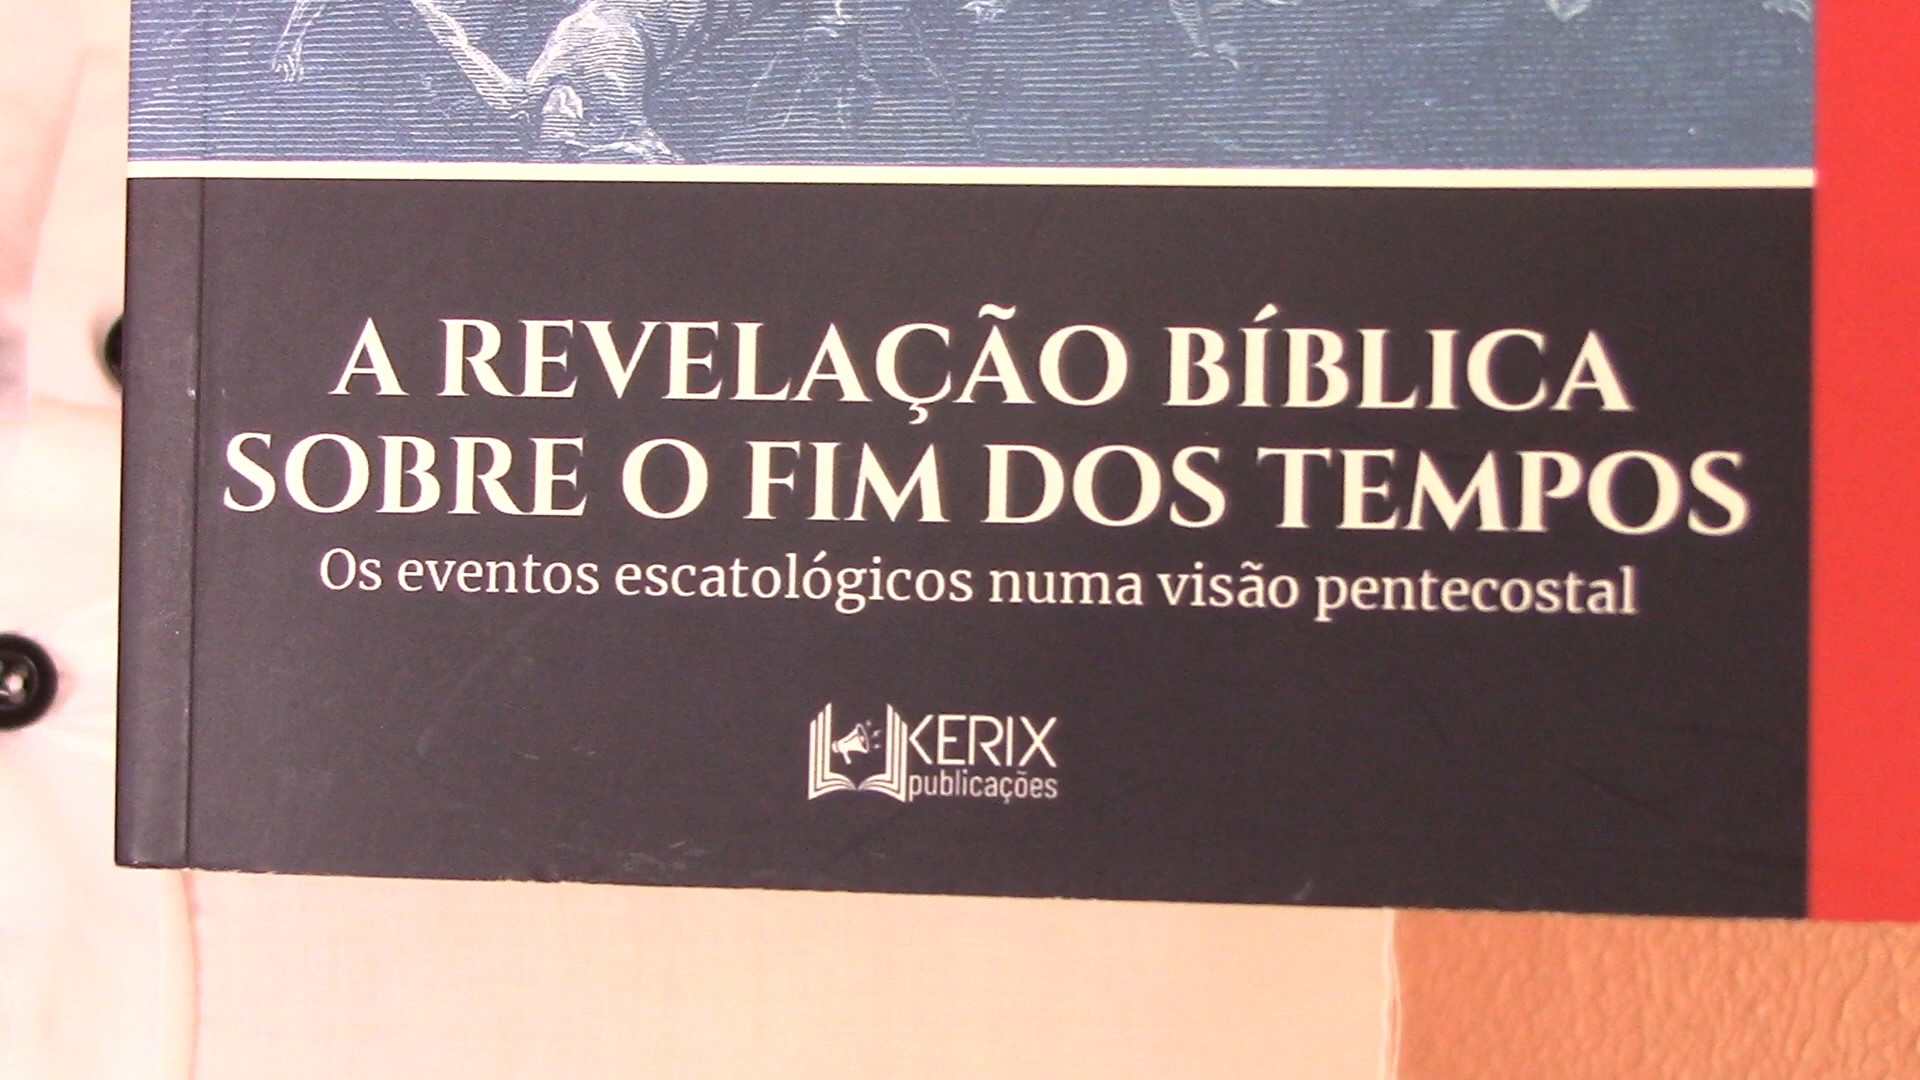 A REVELAÇÃO BÍBLICA
SOBRE O FIM DOS TEMPOS
Os eventos escatológicos numa visão pentecostal
KERIX
publicações